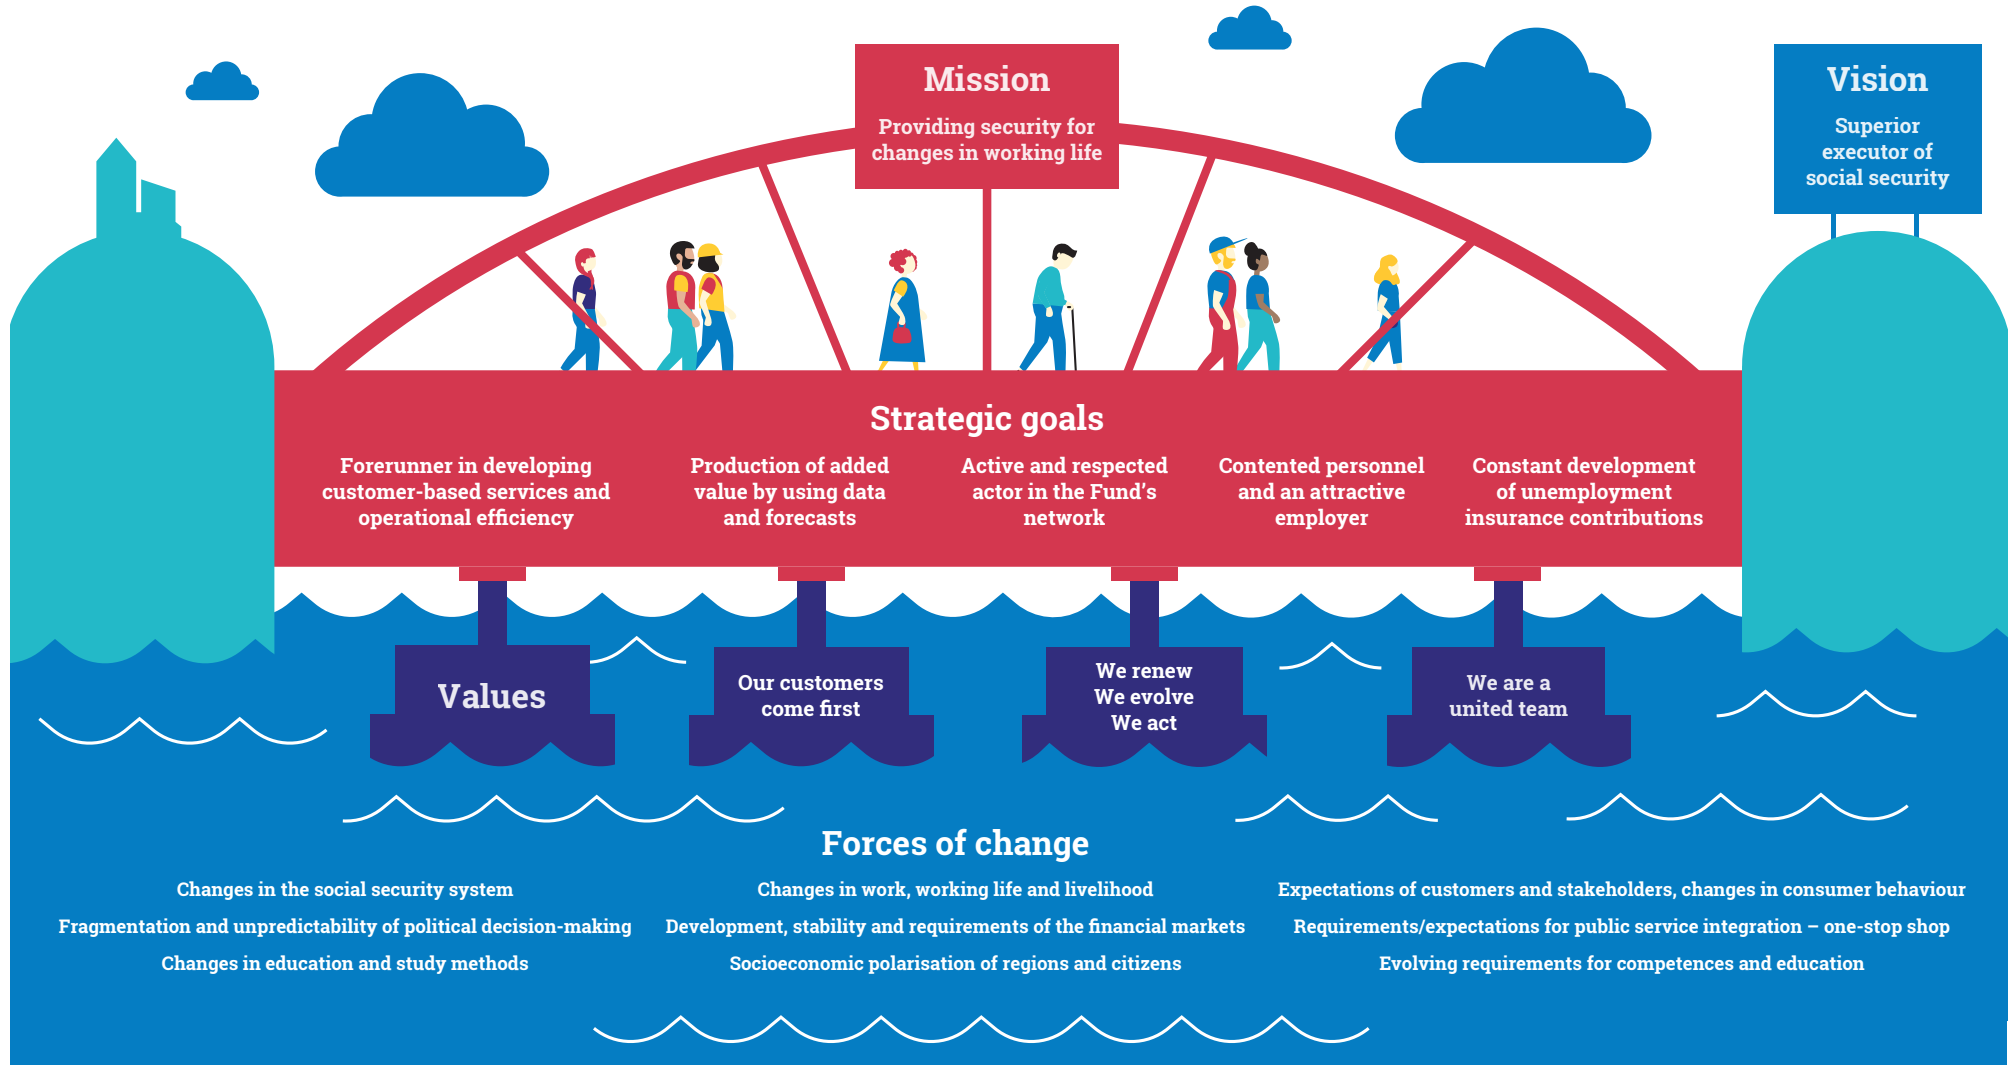 Mission
Providing security for
changes in working life
Vision
Superior
executor of
social security
Strategic goals
Forerunner in developing
customer-based services and
operational efficiency
Production of added
value by using data
and forecasts
Active and respected
actor in the Fund’s
network
Contented personnel
and an attractive
employer
Constant development
of unemployment
insurance contributions
Values
Our customers
come first
We renew
We evolve
We act
We are a
united team
Forces of change
Changes in the social security system
Fragmentation and unpredictability of political decision-making
Changes in education and study methods
Changes in work, working life and livelihood
Development, stability and requirements of the financial markets
Socioeconomic polarisation of regions and citizens
Expectations of customers and stakeholders, changes in consumer behaviour
Requirements/expectations for public service integration – one-stop shop
Evolving requirements for competences and education